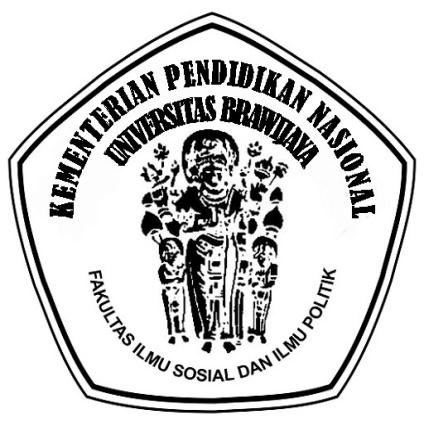 KEMENTERIAN PENDIDIKAN NASIONAL
UNIVERSITAS BRAWIJAYA
FAKULTAS ILMU SOSIAL DAN ILMU POLITIK